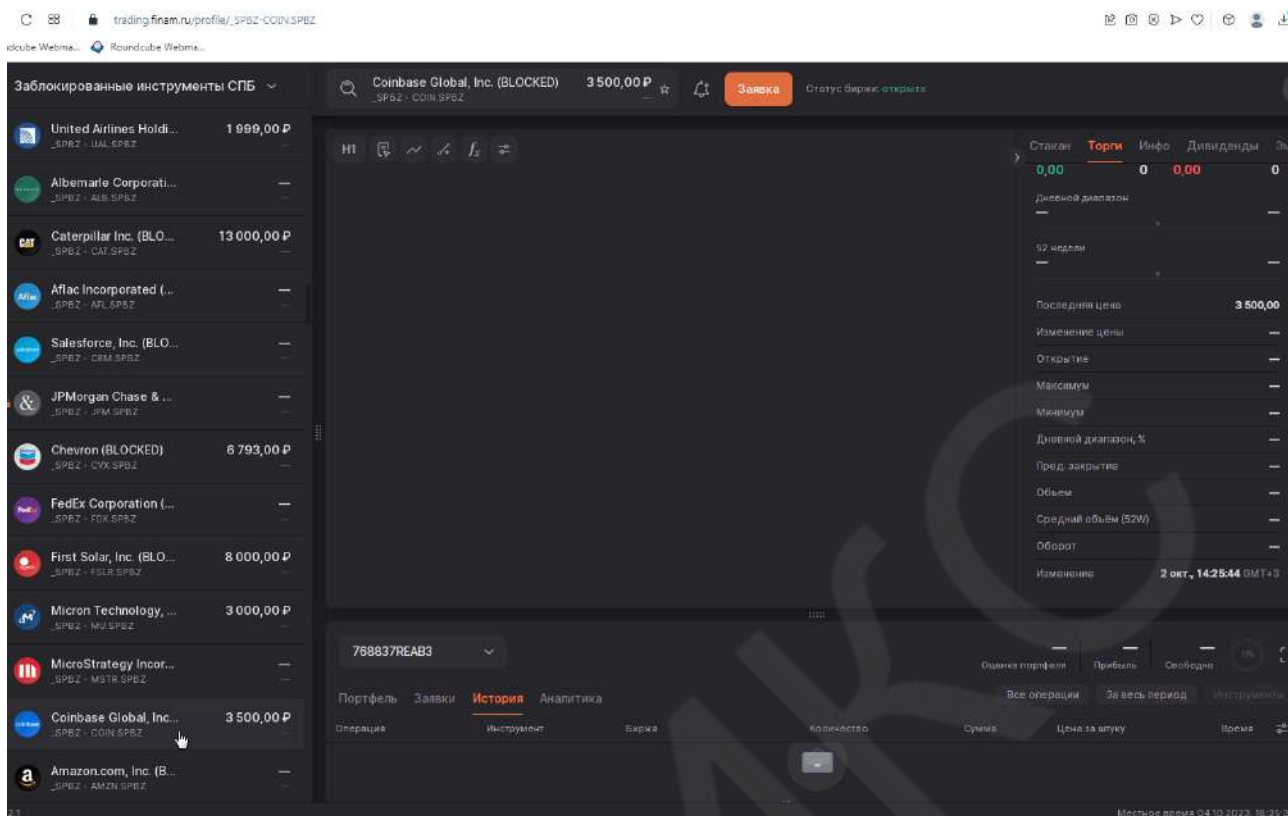 trading.finam.ru/profile/_SPBZ-COIN.SPBZ
Roundcube Webma...
Заблокированные инструменты СПБ
United Airlines Holdi... 1 999,00 ₽
_SPBZ - UAL.SPBZ
Albemarle Corporati... —
_SPBZ - ALB.SPBZ
Caterpillar Inc. (BLO... 13 000,00 ₽
_SPBZ - CAT.SPBZ
Aflac Incorporated (... —
_SPBZ - AFL.SPBZ
Salesforce, Inc. (BLO... —
_SPBZ - CRM.SPBZ
JPMorgan Chase & ... —
_SPBZ - JPM.SPBZ
Chevron (BLOCKED) 6 793,00 ₽
_SPBZ - CVX.SPBZ
FedEx Corporation (... —
_SPBZ - FDX.SPBZ
First Solar, Inc. (BLO... 8 000,00 ₽
_SPBZ - FSLR.SPBZ
Micron Technology, ... 3 000,00 ₽
_SPBZ - MU.SPBZ
MicroStrategy Incor... —
_SPBZ - MSTR.SPBZ
Coinbase Global, Inc... 3 500,00 ₽
_SPBZ - COIN.SPBZ
Amazon.com, Inc. (B... —
_SPBZ - AMZN.SPBZ
Coinbase Global, Inc. (BLOCKED) 3 500,00 ₽
_SPBZ - COIN.SPBZ
Заявка
Статус биржи: открыта
H1
Стакан Торги Инфо Дивиденды
0,00 0 0,00 0
Дневной диапазон
— —
52 недели
— —
Последняя цена 3 500,00
Изменение цены —
Открытие —
Максимум —
Минимум —
Дневной диапазон, % —
Пред. закрытие —
Объем —
Средний объём (52W) —
Оборот —
Изменение 2 окт., 14:25:44 GMT+3
768837REAB3
Оценка портфеля Прибыль Свободно
Портфель Заявки История Аналитика
Все операции За весь период Инструменты
Операция Инструмент Биржа Количество Сумма Цена за штуку Время
Местное время 04.10.2023,